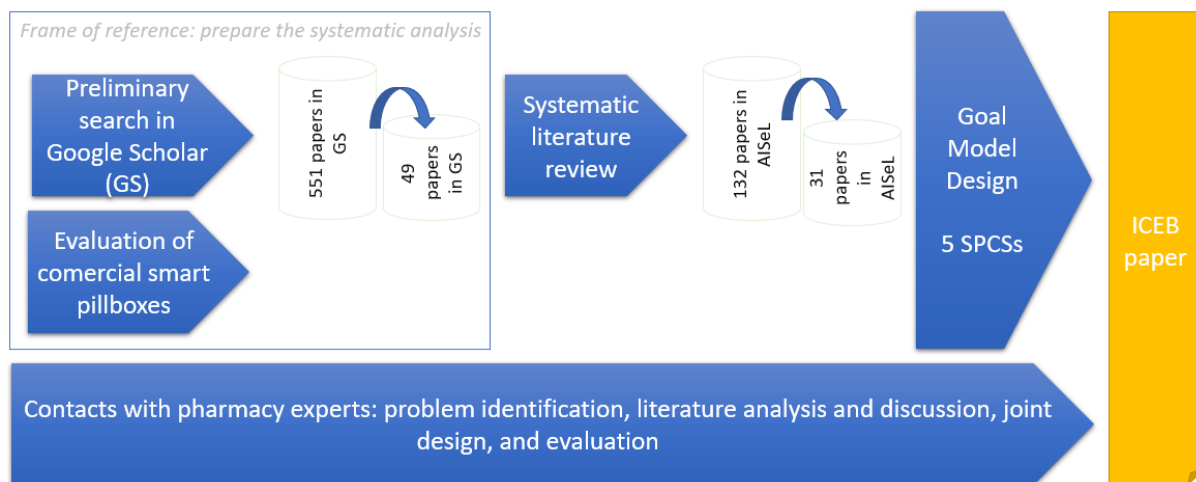 Frame of reference: prepare the systematic analysis
Preliminary
search in
Google Scholar
(GS)
551 papers in
GS
49
papers
in GS
Evaluation of
comercial smart
pillboxes
Systematic
literature
review
132 papers in
AISeL
31
papers
in
AISeL
Goal
Model
Design
5 SPCSs
ICEB
paper
Contacts with pharmacy experts: problem identification, literature analysis and discussion, joint
design, and evaluation